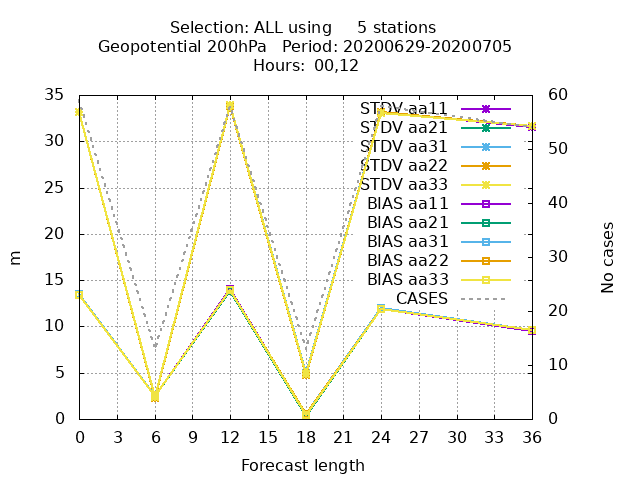 Selection: ALL using     5 stations
Geopotential 200hPa   Period: 20200629-20200705
Hours:  00,12
35
30
25
20
15
10
5
0
m
60
50
40
30
20
10
0
No cases
STDV aa11
STDV aa21
STDV aa31
STDV aa22
STDV aa33
BIAS aa11
BIAS aa21
BIAS aa31
BIAS aa22
BIAS aa33
CASES
0 3 6 9 12 15 18 21 24 27 30 33 36
Forecast length